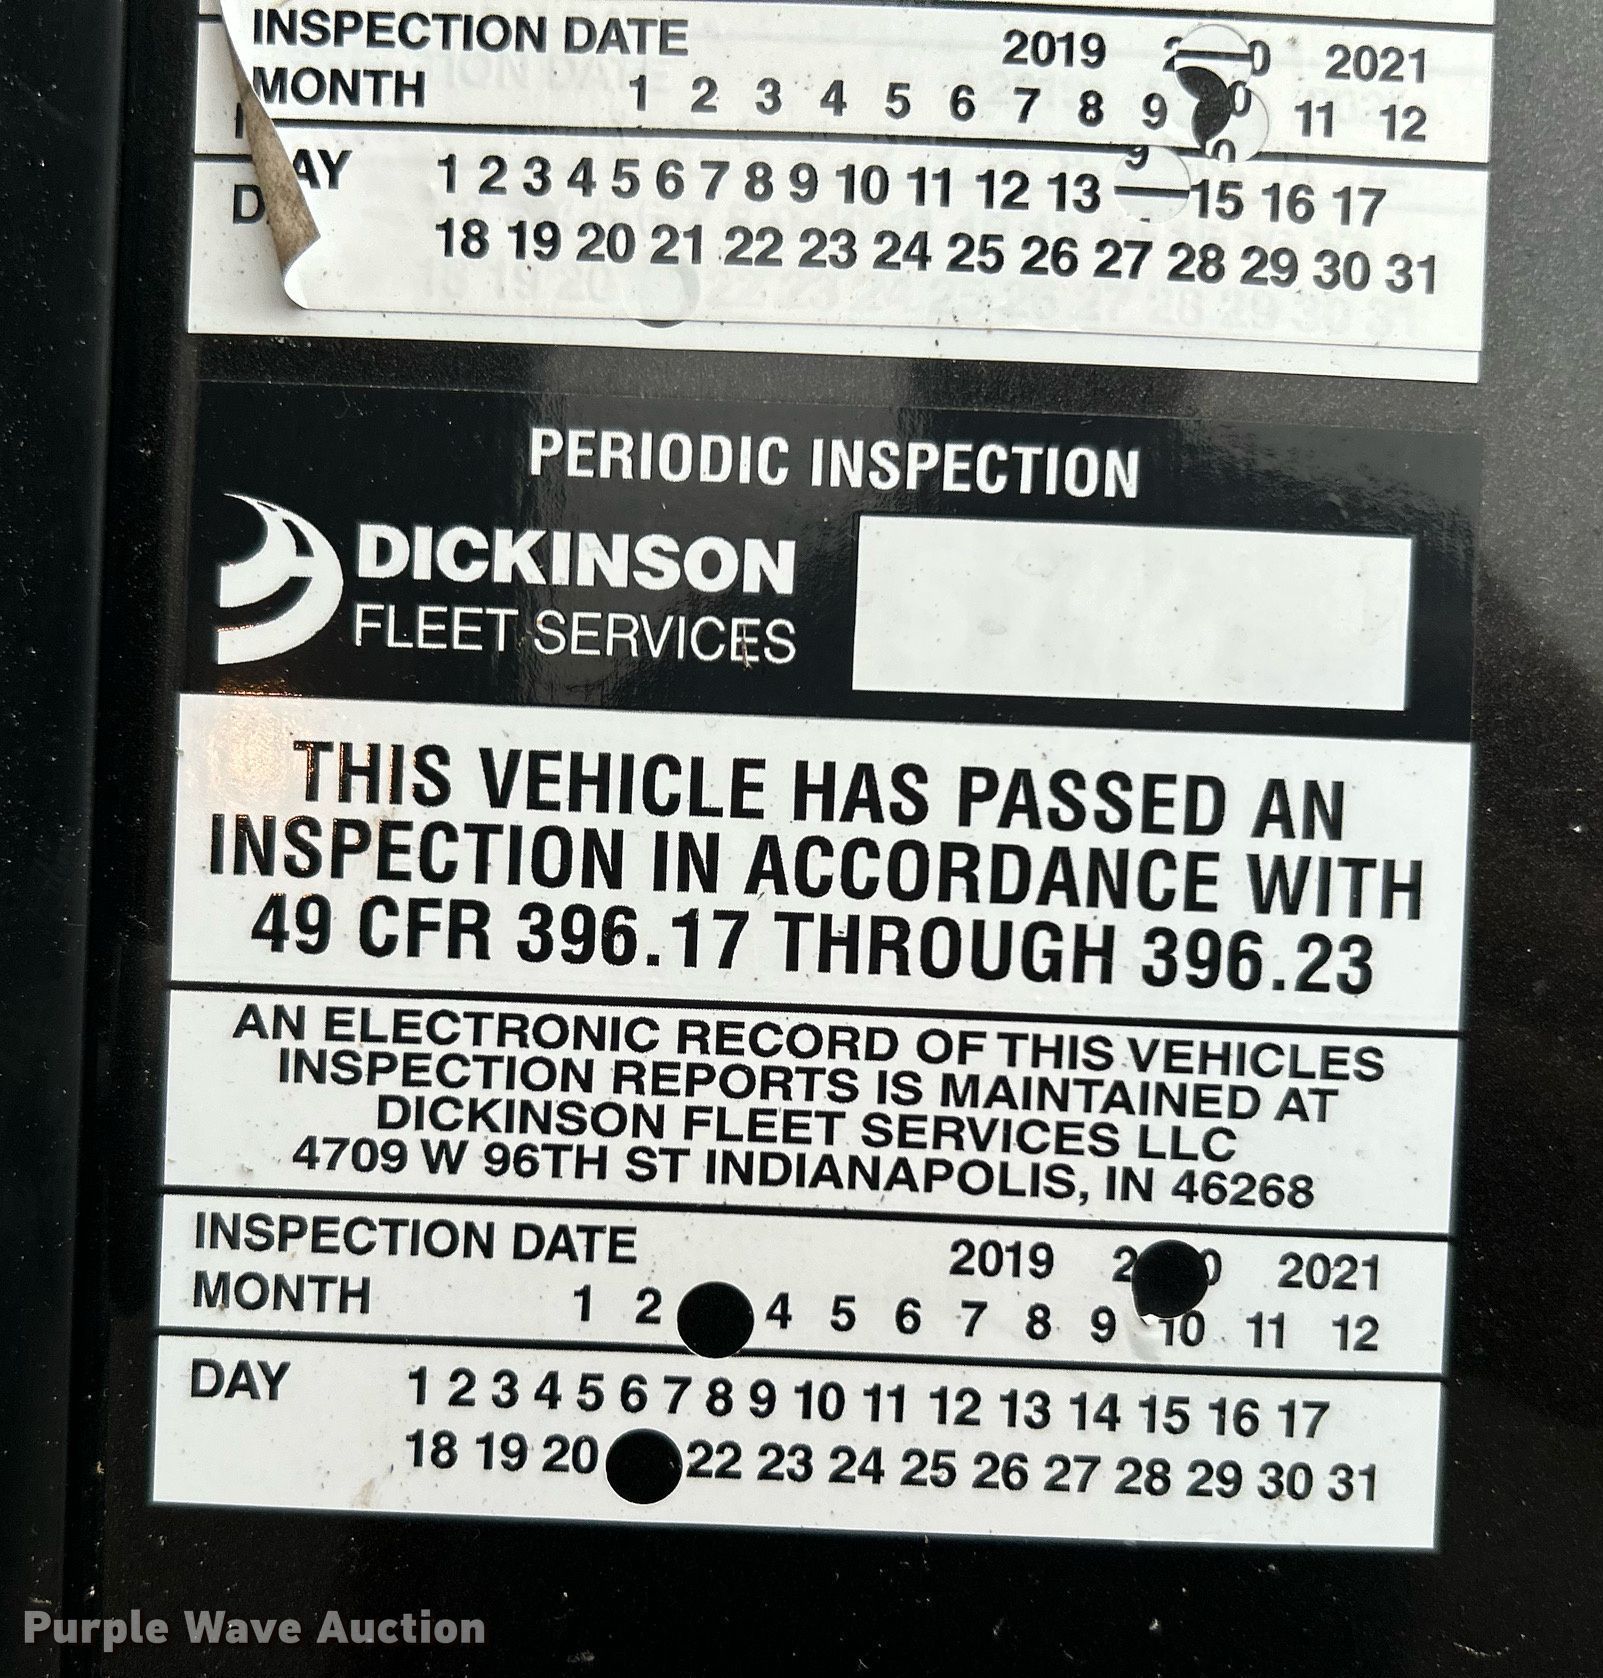 INSPECTION DATE 2019 2 0 2021
MONTH 1 2 3 4 5 6 7 8 9 0 11 12
AY 1 2 3 4 5 6 7 8 9 10 11 12 13 15 16 17
D
18 19 20 21 22 23 24 25 26 27 28 29 30 31
PERIODIC INSPECTION
DICKINSON
FLEET SERVICES
THIS VEHICLE HAS PASSED AN
INSPECTION IN ACCORDANCE WITH
49 CFR 396.17 THROUGH 396.23
AN ELECTRONIC RECORD OF THIS VEHICLES
INSPECTION REPORTS IS MAINTAINED AT
DICKINSON FLEET SERVICES LLC
4709 W 96TH ST INDIANAPOLIS, IN 46268
INSPECTION DATE 2019 2 0 2021
MONTH 1 2 4 5 6 7 8 9 10 11 12
DAY 1 2 3 4 5 6 7 8 9 10 11 12 13 14 15 16 17
18 19 20 22 23 24 25 26 27 28 29 30 31
Purple Wave Auction